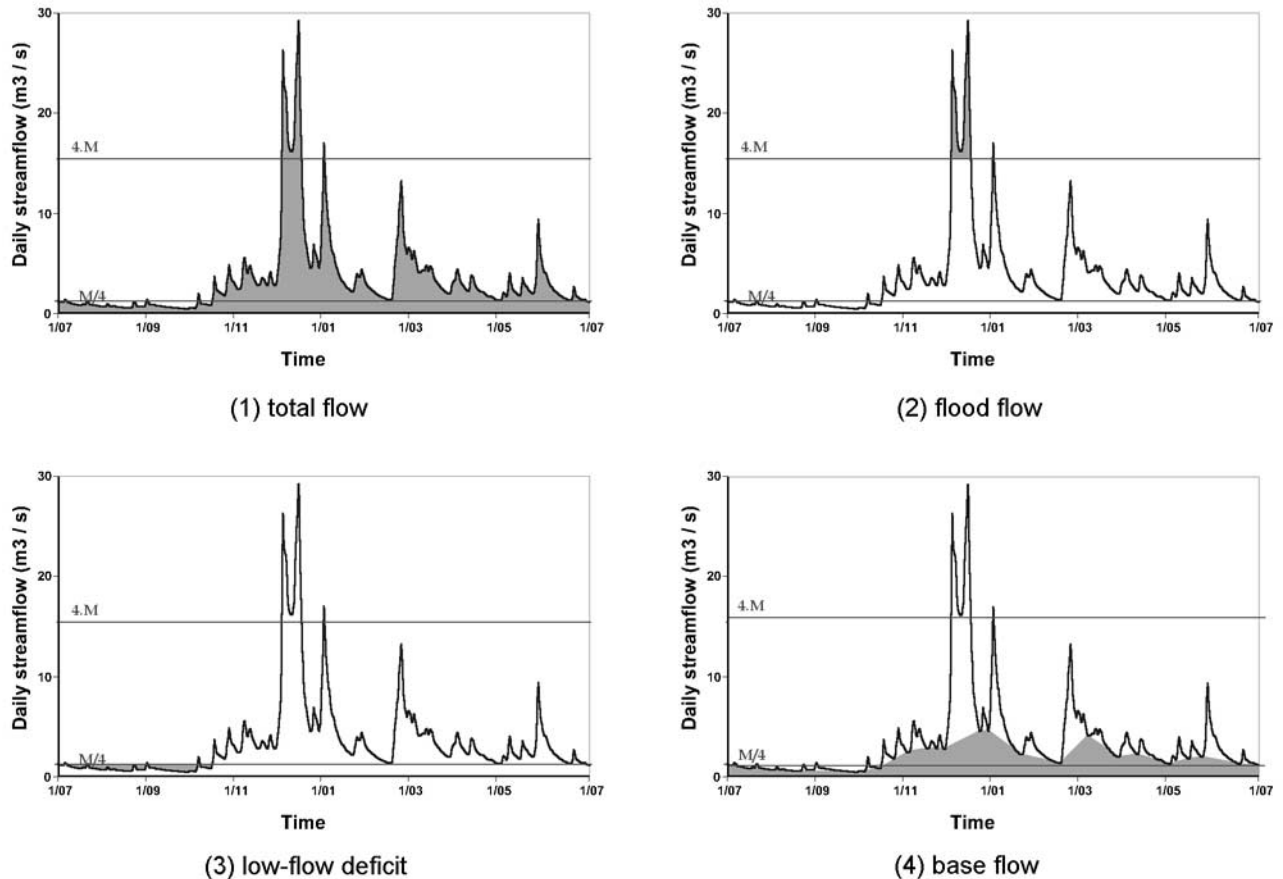 Daily streamflow (m3 / s)
30
20
10
0
4.M
M/4
1/07
1/09
1/11
1/01
1/03
1/05
1/07
Time
(1) total flow
Daily streamflow (m3 / s)
30
20
10
0
4.M
M/4
1/07
1/09
1/11
1/01
1/03
1/05
1/07
Time
(2) flood flow
Daily streamflow (m3 / s)
30
20
10
0
4.M
M/4
1/07
1/09
1/11
1/01
1/03
1/05
1/07
Time
(3) low-flow deficit
Daily streamflow (m3 / s)
30
20
10
0
4.M
M/4
1/07
1/09
1/11
1/01
1/03
1/05
1/07
Time
(4) base flow